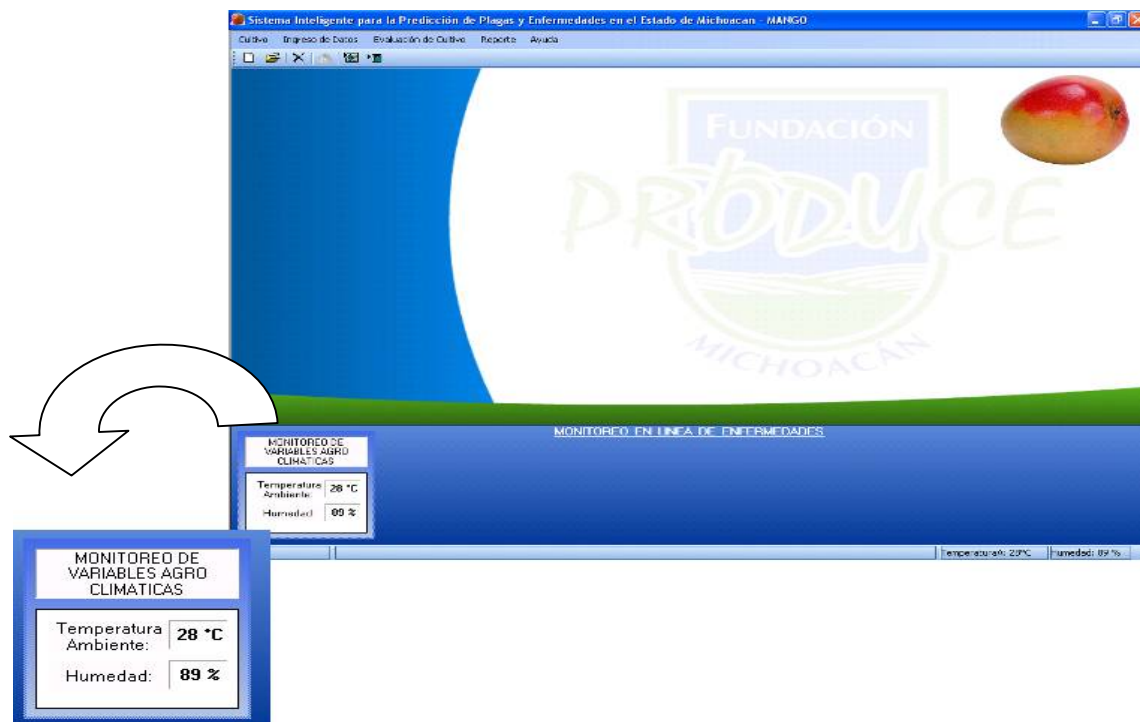 Sistema Inteligente para la Predicción de Plagas y Enfermedades en el Estado de Michoacan - MANGO
Cultivo Ingreso de Datos Evaluación de Cultivo Reporte Ayuda
FUNDACIÓN
PRODUCE
MICHOACÁN
MONITOREO EN LINEA DE ENFERMEDADES
MONITOREO DE
VARIABLES AGRO
CLIMATICAS
Temperatura
Ambiente: 28 °C
Humedad: 89 %
TemperaturaA: 28°C Humedad: 89 %
MONITOREO DE
VARIABLES AGRO
CLIMATICAS
Temperatura
Ambiente: 28 °C
Humedad: 89 %